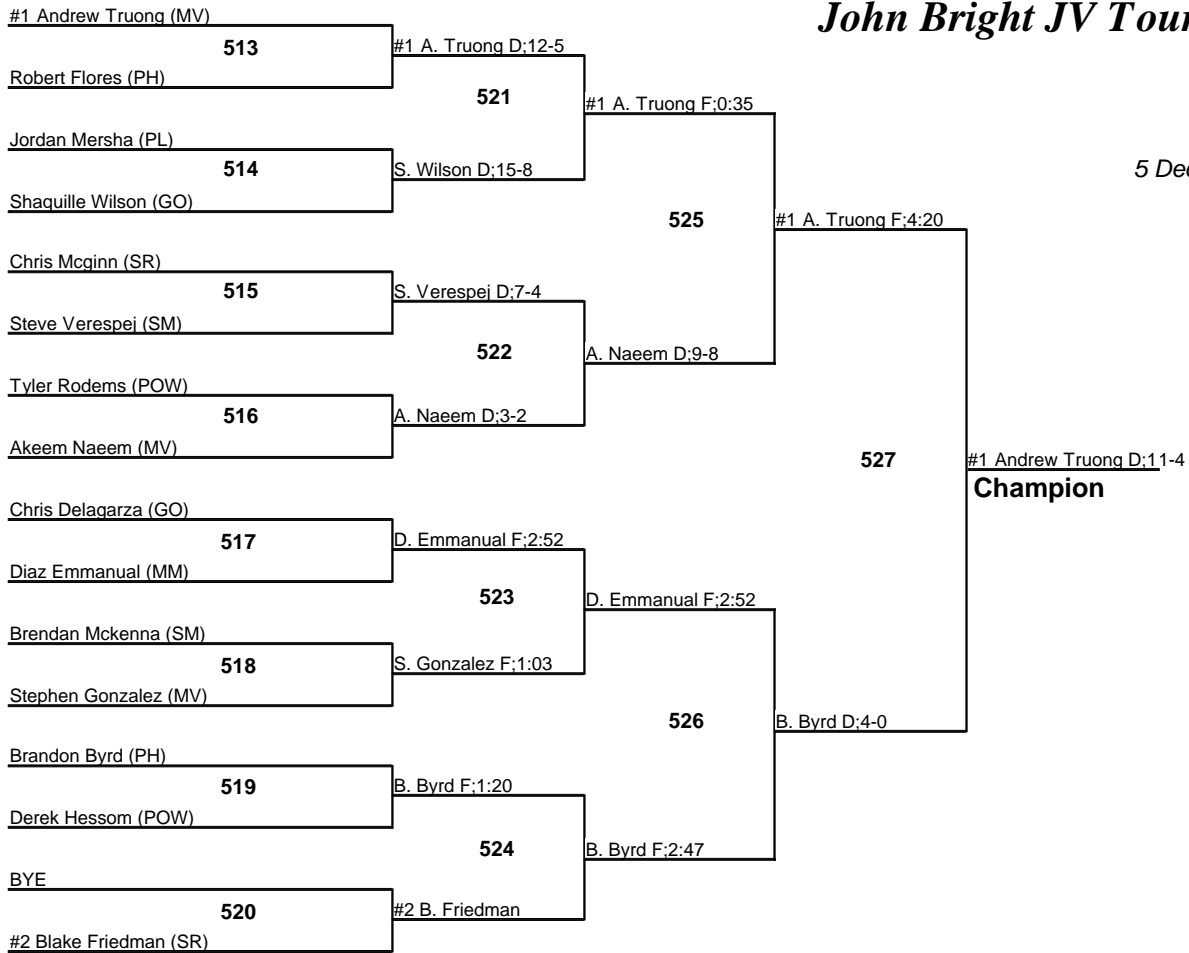 John Bright JV Tour
5 Dec
#1 Andrew Truong (MV)
513
Robert Flores (PH)
#1 A. Truong D;12-5
521
Jordan Mersha (PL)
514
Shaquille Wilson (GO)
S. Wilson D;15-8
#1 A. Truong F;0:35
525
Chris Mcginn (SR)
515
Steve Verespej (SM)
S. Verespej D;7-4
522
Tyler Rodems (POW)
516
Akeem Naeem (MV)
A. Naeem D;3-2
A. Naeem D;9-8
#1 A. Truong F;4:20
527
#1 Andrew Truong D;11-4
Champion
Chris Delagarza (GO)
517
Diaz Emmanual (MM)
D. Emmanual F;2:52
523
Brendan Mckenna (SM)
518
Stephen Gonzalez (MV)
S. Gonzalez F;1:03
D. Emmanual F;2:52
526
Brandon Byrd (PH)
519
Derek Hessom (POW)
B. Byrd F;1:20
524
BYE
520
#2 Blake Friedman (SR)
#2 B. Friedman
B. Byrd F;2:47
B. Byrd D;4-0